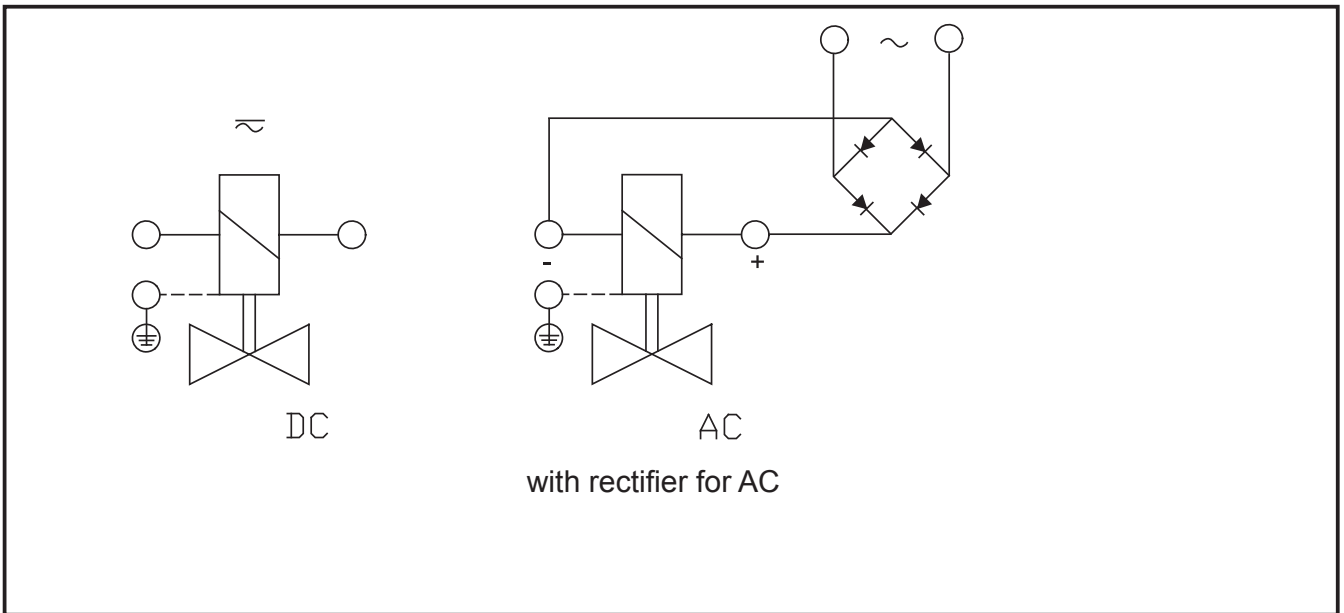 ~
~
- +
DC AC
with rectifier for AC